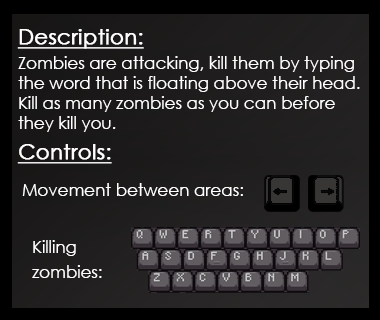 Description:
Zombies are attacking, kill them by typing
the word that is floating above their head.
Kill as many zombies as you can before
they kill you.
Controls:
Movement between areas:
Killing
zombies:
Q W E R T Y U I O P
A S D F G H J K L
Z X C V B N M